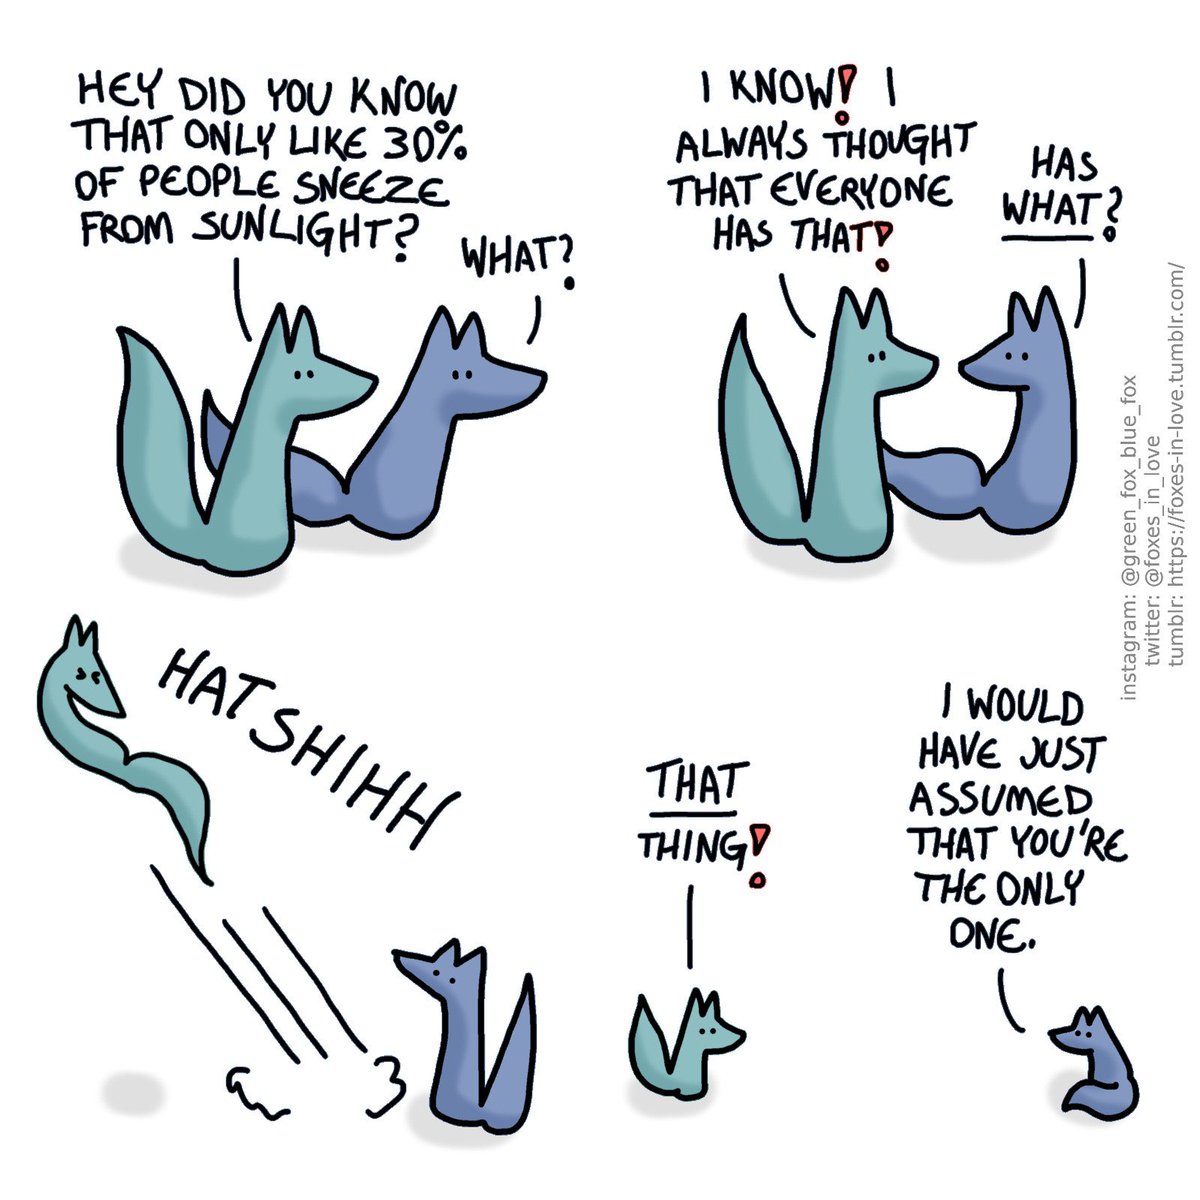 HEY DID YOU KNOW
THAT ONLY LIKE 30%
OF PEOPLE SNEEZE
FROM SUNLIGHT?
WHAT?
I KNOW! I
ALWAYS THOUGHT
THAT EVERYONE
HAS THAT!
HAS
WHAT?
HATSHIHH
THAT
THING!
I WOULD
HAVE JUST
ASSUMED
THAT YOU'RE
THE ONLY
ONE.
instagram: @green_fox_blue_fox
twitter: @foxes_in_love
tumblr: https://foxes-in-love.tumblr.com/